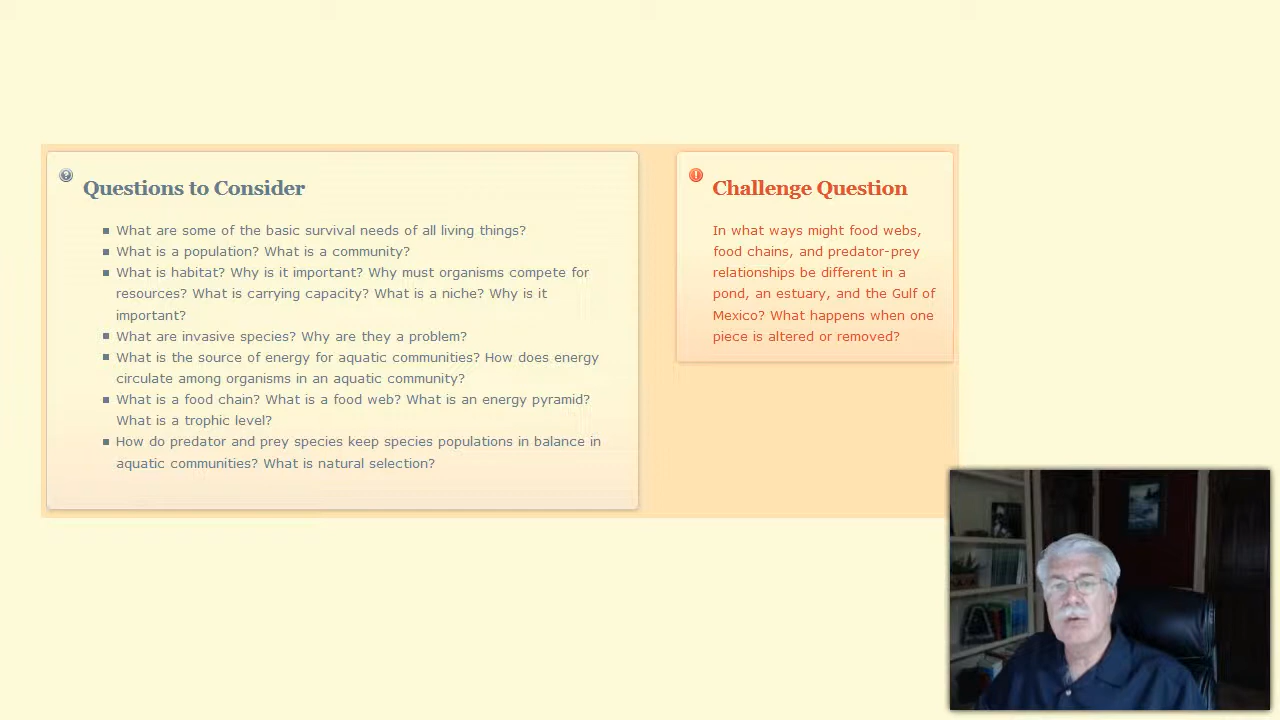 Questions to Consider
What are some of the basic survival needs of all living things?
What is a population? What is a community?
What is habitat? Why is it important? Why must organisms compete for
resources? What is carrying capacity? What is a niche? Why is it
important?
What are invasive species? Why are they a problem?
What is the source of energy for aquatic communities? How does energy
circulate among organisms in an aquatic community?
What is a food chain? What is a food web? What is an energy pyramid?
What is a trophic level?
How do predator and prey species keep species populations in balance in
aquatic communities? What is natural selection?
Challenge Question
In what ways might food webs,
food chains, and predator-prey
relationships be different in a
pond, an estuary, and the Gulf of
Mexico? What happens when one
piece is altered or removed?